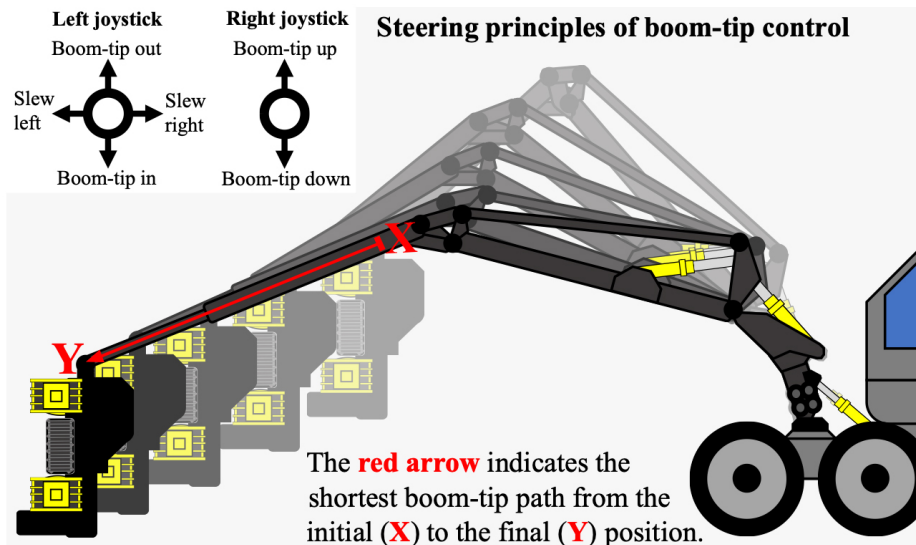 Left joystick
Boom-tip out
Slew left
Slew right
Boom-tip in
Right joystick
Boom-tip up
Boom-tip down
Steering principles of boom-tip control
X
Y
The red arrow indicates the
shortest boom-tip path from the
initial (X) to the final (Y) position.